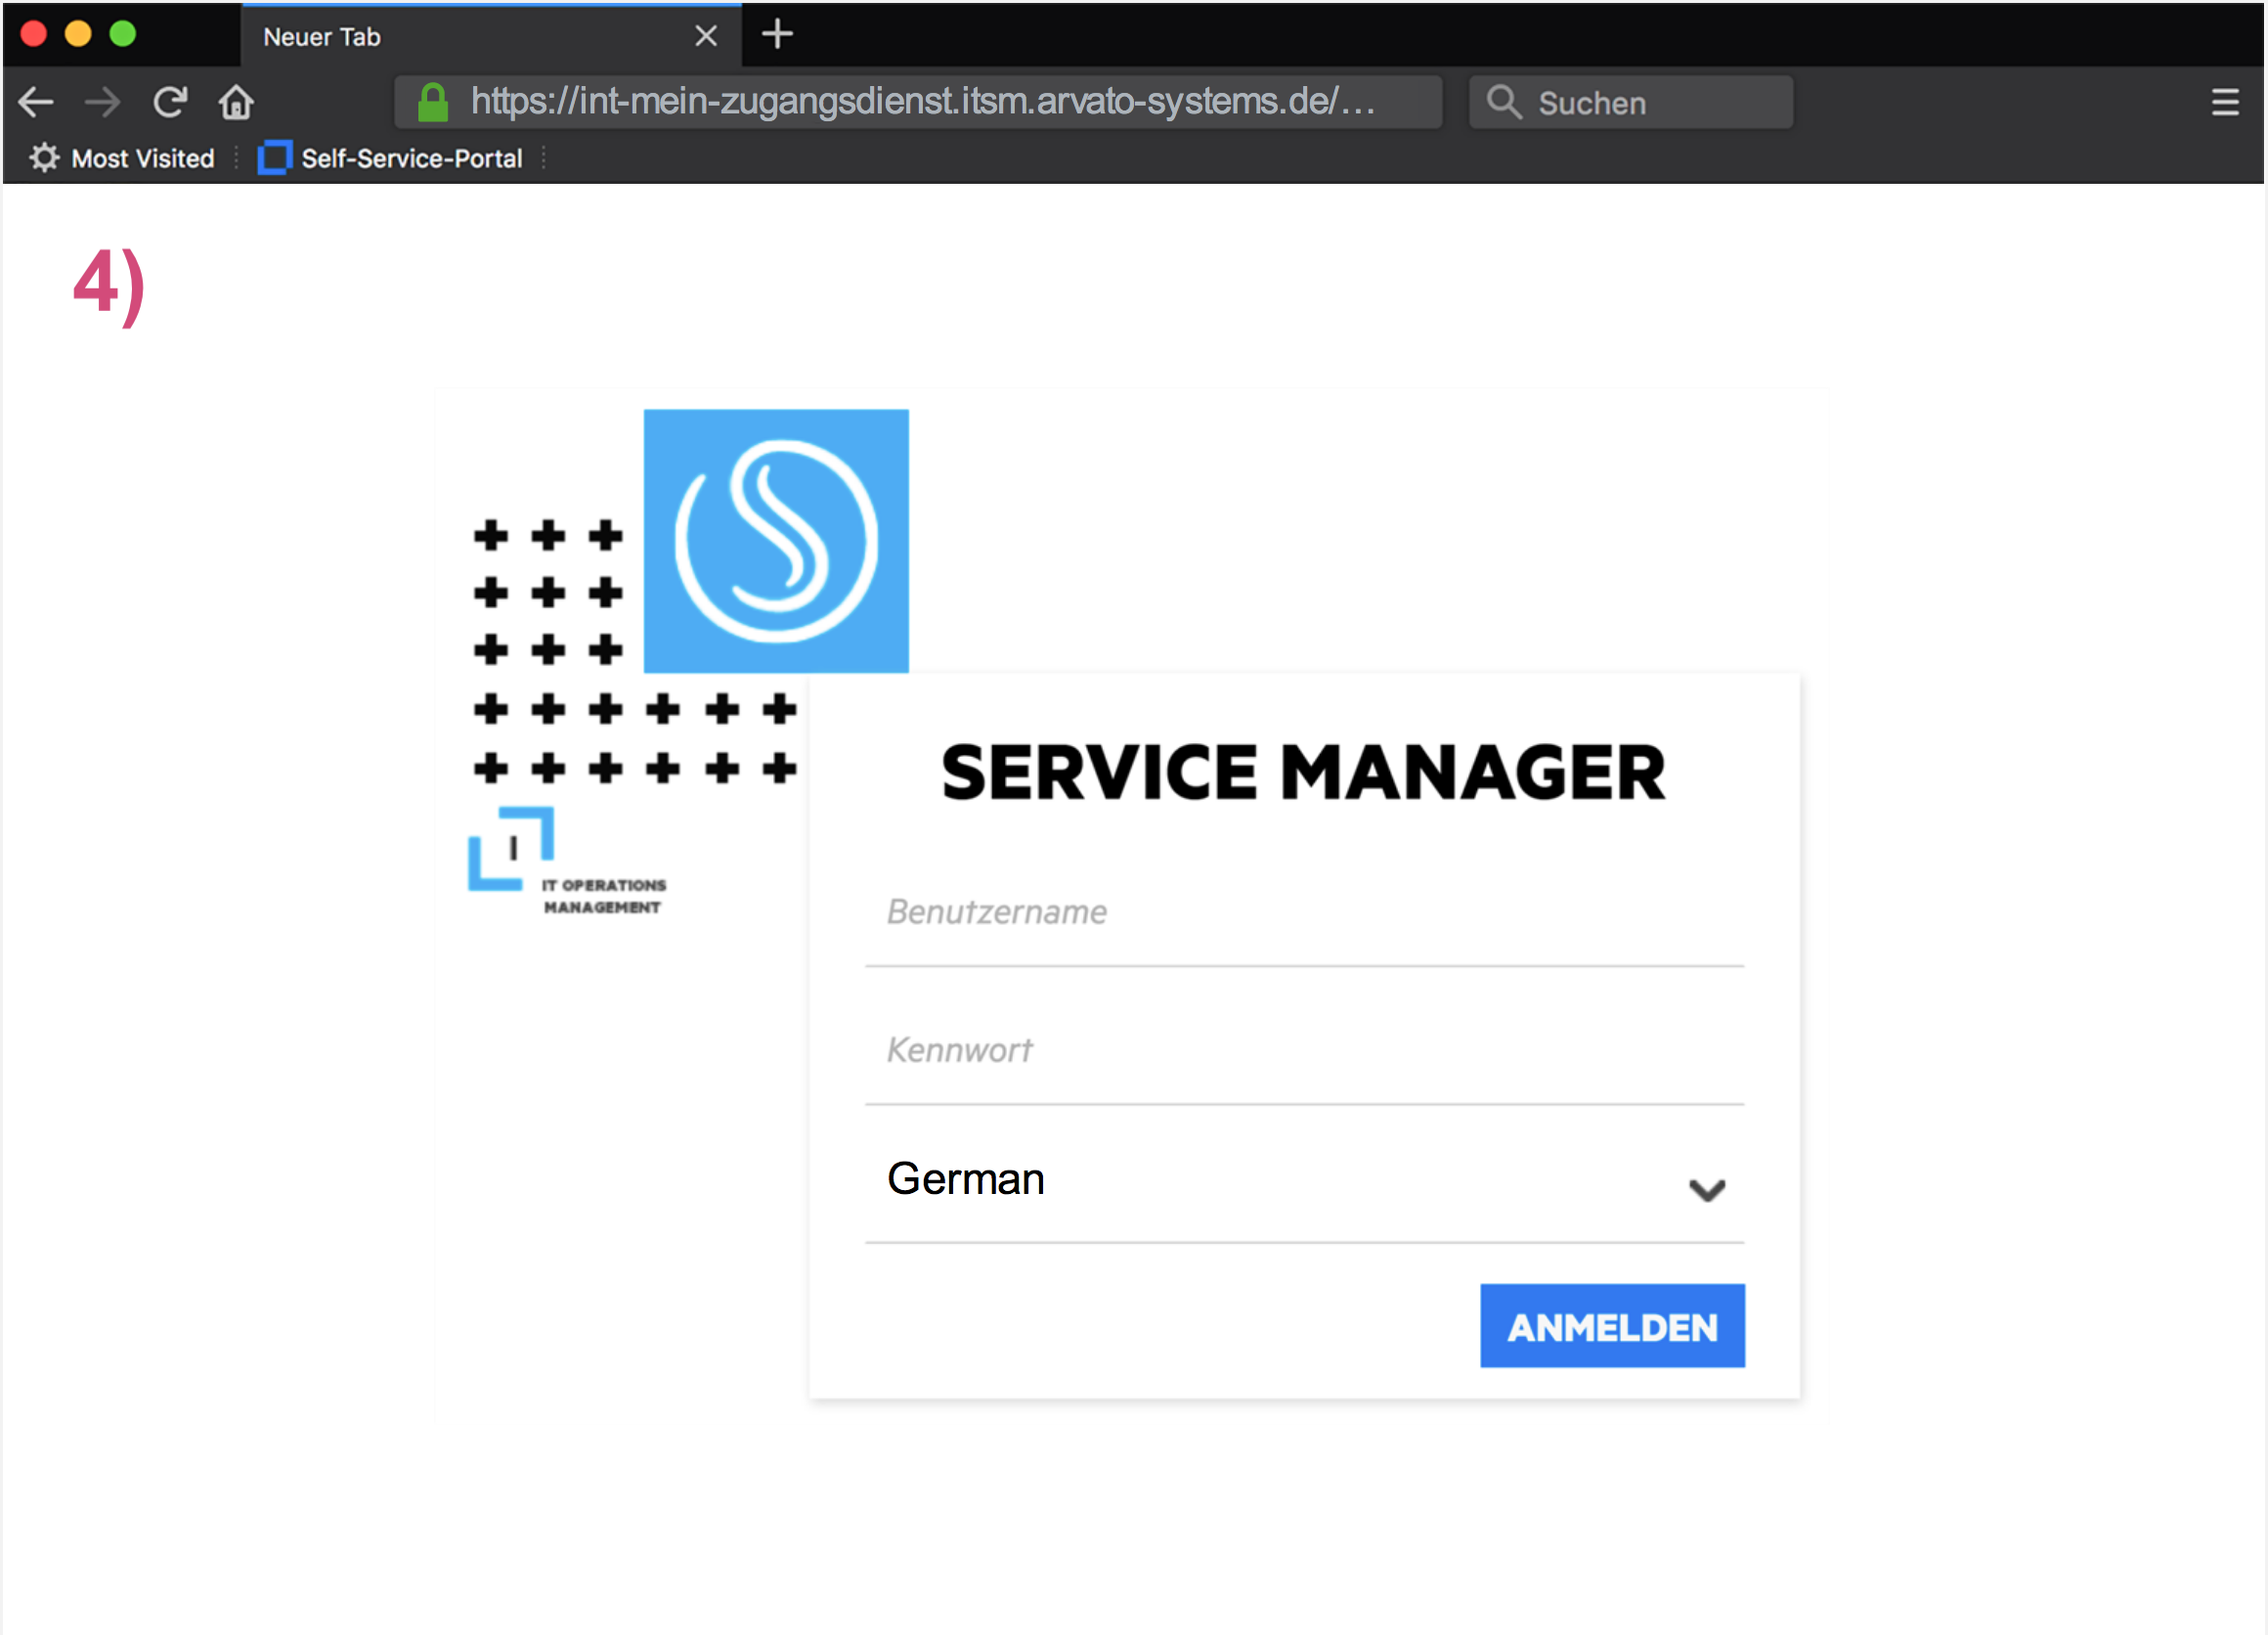 Neuer Tab
https://int-mein-zugangsdienst.itsm.arvato-systems.de/…
Suchen
Most Visited
Self-Service-Portal
4)
SERVICE MANAGER
IT OPERATIONS
MANAGEMENT
Benutzername
Kennwort
German
ANMELDEN